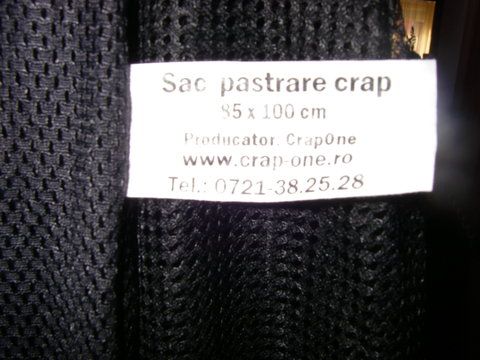 Sac pastrare crap
85 x 100 cm
Producator: CrapOne
www.crap-one.ro
Tel.: 0721-38.25.28